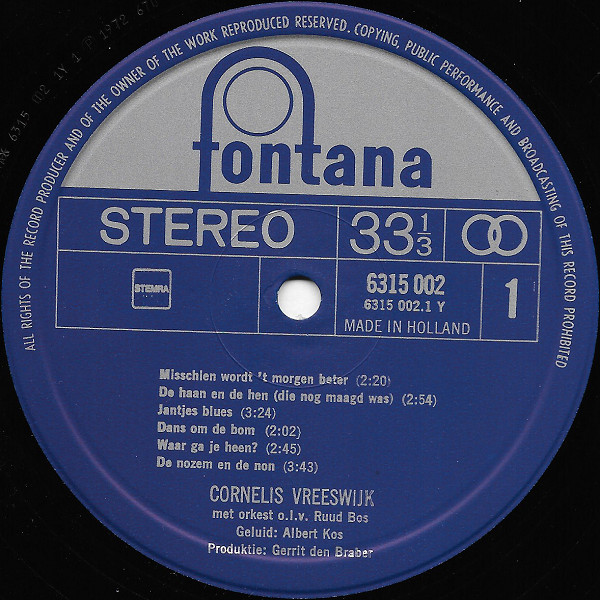 ALL RIGHTS OF THE RECORD PRODUCER AND OF THE OWNER OF THE WORK REPRODUCED RESERVED. COPYING, PUBLIC PERFORMANCE AND BROADCASTING OF THIS RECORD PROHIBITED
fontana
STEREO
33 1/3
STEMRA
6315 002
6315 002.1 Y
MADE IN HOLLAND
1
Misschien wordt 't morgen beter (2:20)
De haan en de hen (die nog maagd was) (2:54)
Jantjes blues (3:24)
Dans om de bom (2:02)
Waar ga je heen? (2:45)
De nozem en de non (3:43)
CORNELIS VREESWIJK
met orkest o.l.v. Ruud Bos
Geluid: Albert Kos
Produktie: Gerrit den Braber